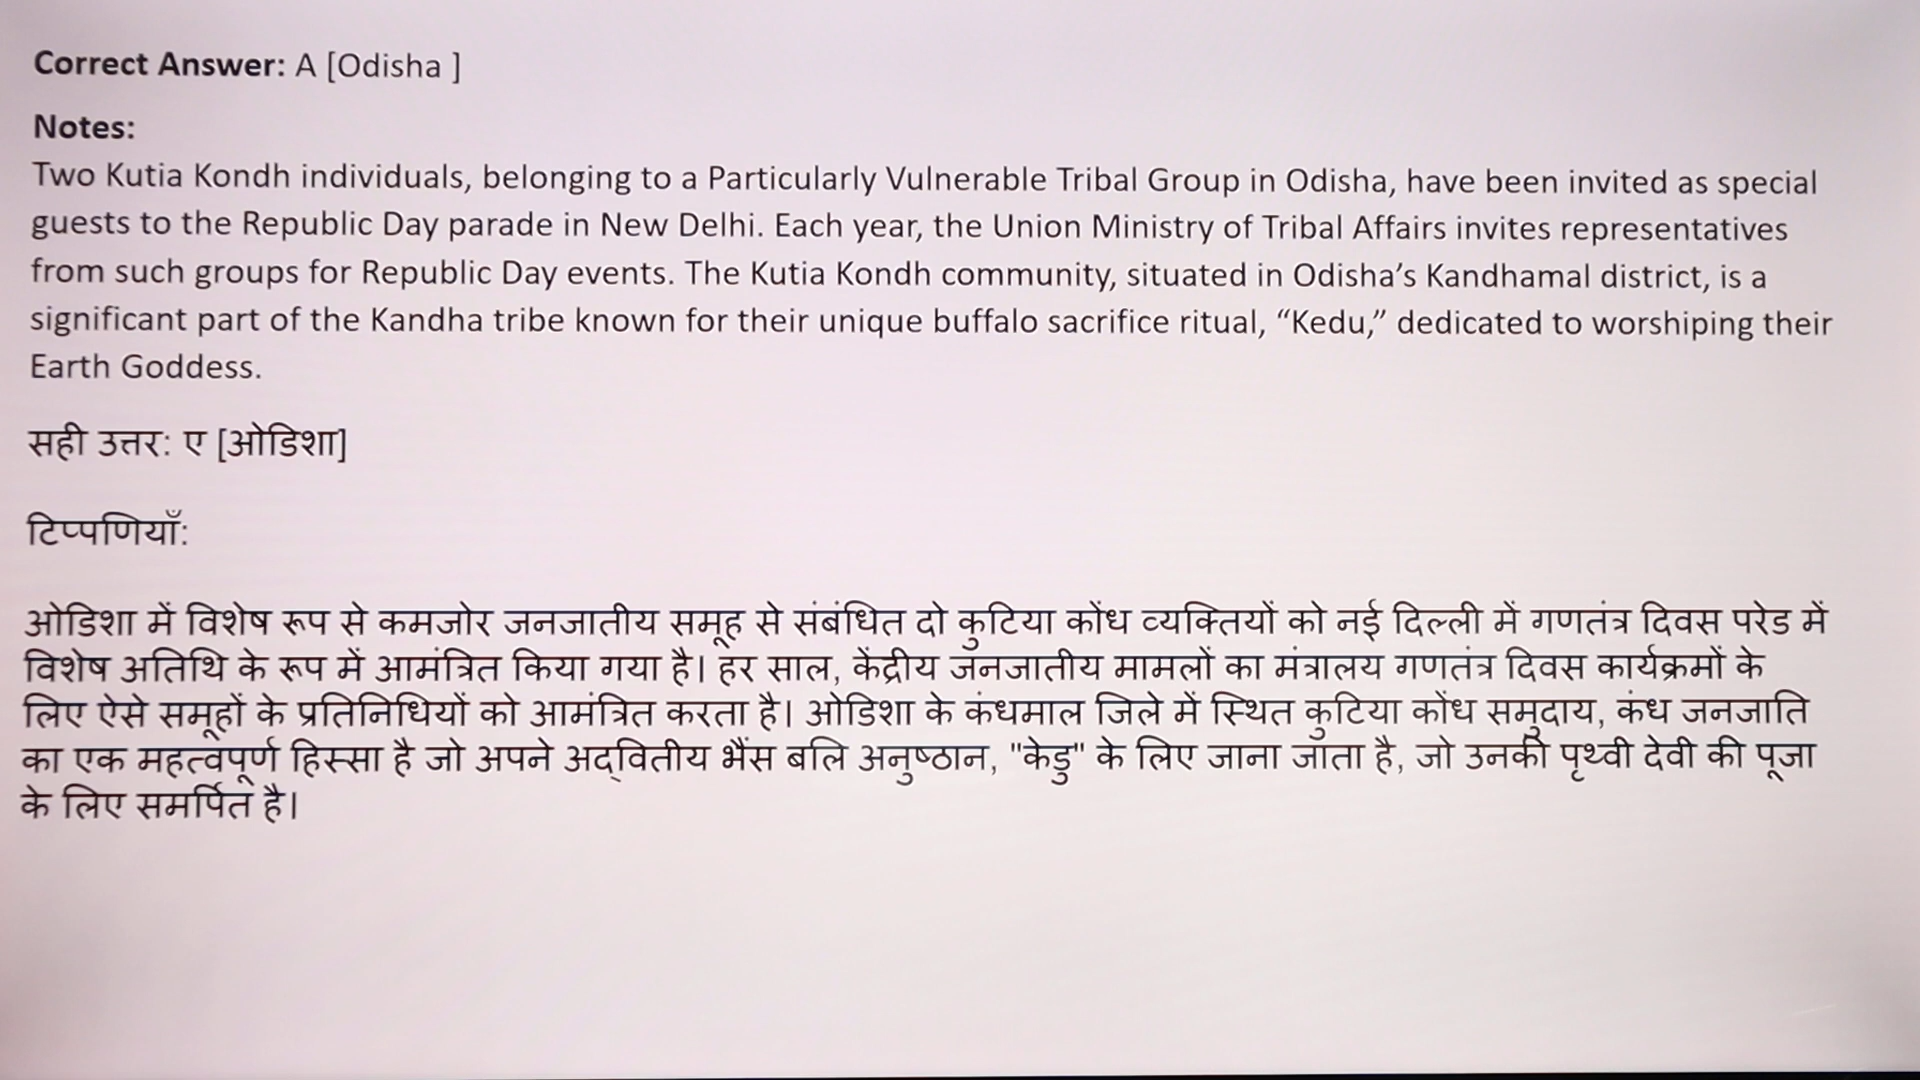 Correct Answer: A [Odisha ]
Notes:
Two Kutia Kondh individuals, belonging to a Particularly Vulnerable Tribal Group in Odisha, have been invited as special
guests to the Republic Day parade in New Delhi. Each year, the Union Ministry of Tribal Affairs invites representatives
from such groups for Republic Day events. The Kutia Kondh community, situated in Odisha’s Kandhamal district, is a
significant part of the Kandha tribe known for their unique buffalo sacrifice ritual, “Kedu,” dedicated to worshiping their
Earth Goddess.
सही उत्तर: ए [ओडिशा]
टिप्पणियाँ:
ओडिशा में विशेष रूप से कमजोर जनजातीय समूह से संबंधित दो कुटिया कोंध व्यक्तियों को नई दिल्ली में गणतंत्र दिवस परेड में
विशेष अतिथि के रूप में आमंत्रित किया गया है। हर साल, केंद्रीय जनजातीय मामलों का मंत्रालय गणतंत्र दिवस कार्यक्रमों के
लिए ऐसे समूहों के प्रतिनिधियों को आमंत्रित करता है। ओडिशा के कंधमाल जिले में स्थित कुटिया कोंध समुदाय, कंध जनजाति
का एक महत्वपूर्ण हिस्सा है जो अपने अद्वितीय भैंस बलि अनुष्ठान, "केडु" के लिए जाना जाता है, जो उनकी पृथ्वी देवी की पूजा
के लिए समर्पित है।